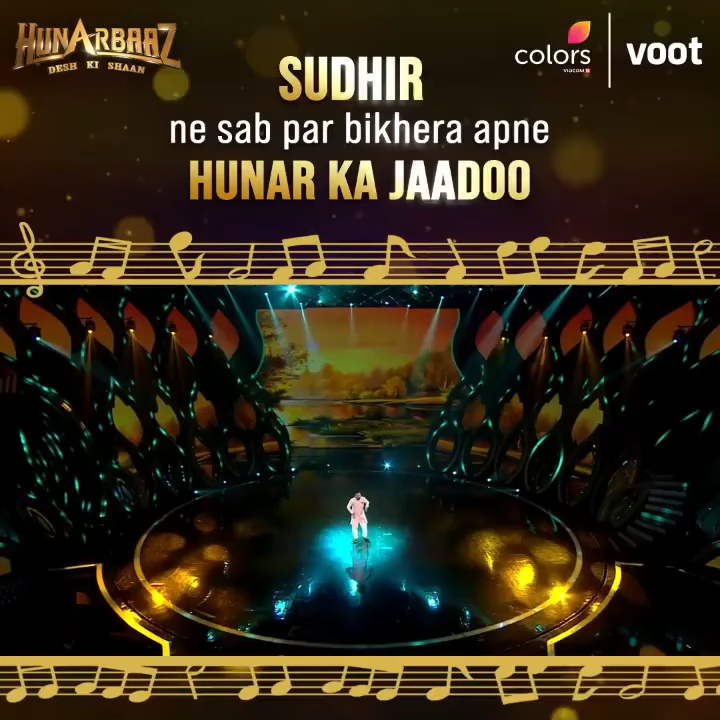 HUNARBAAZ
DESH KI SHAAN
colors
VIACOM18
voot
SUDHIR
ne sab par bikhera apne
HUNAR KA JAADOO